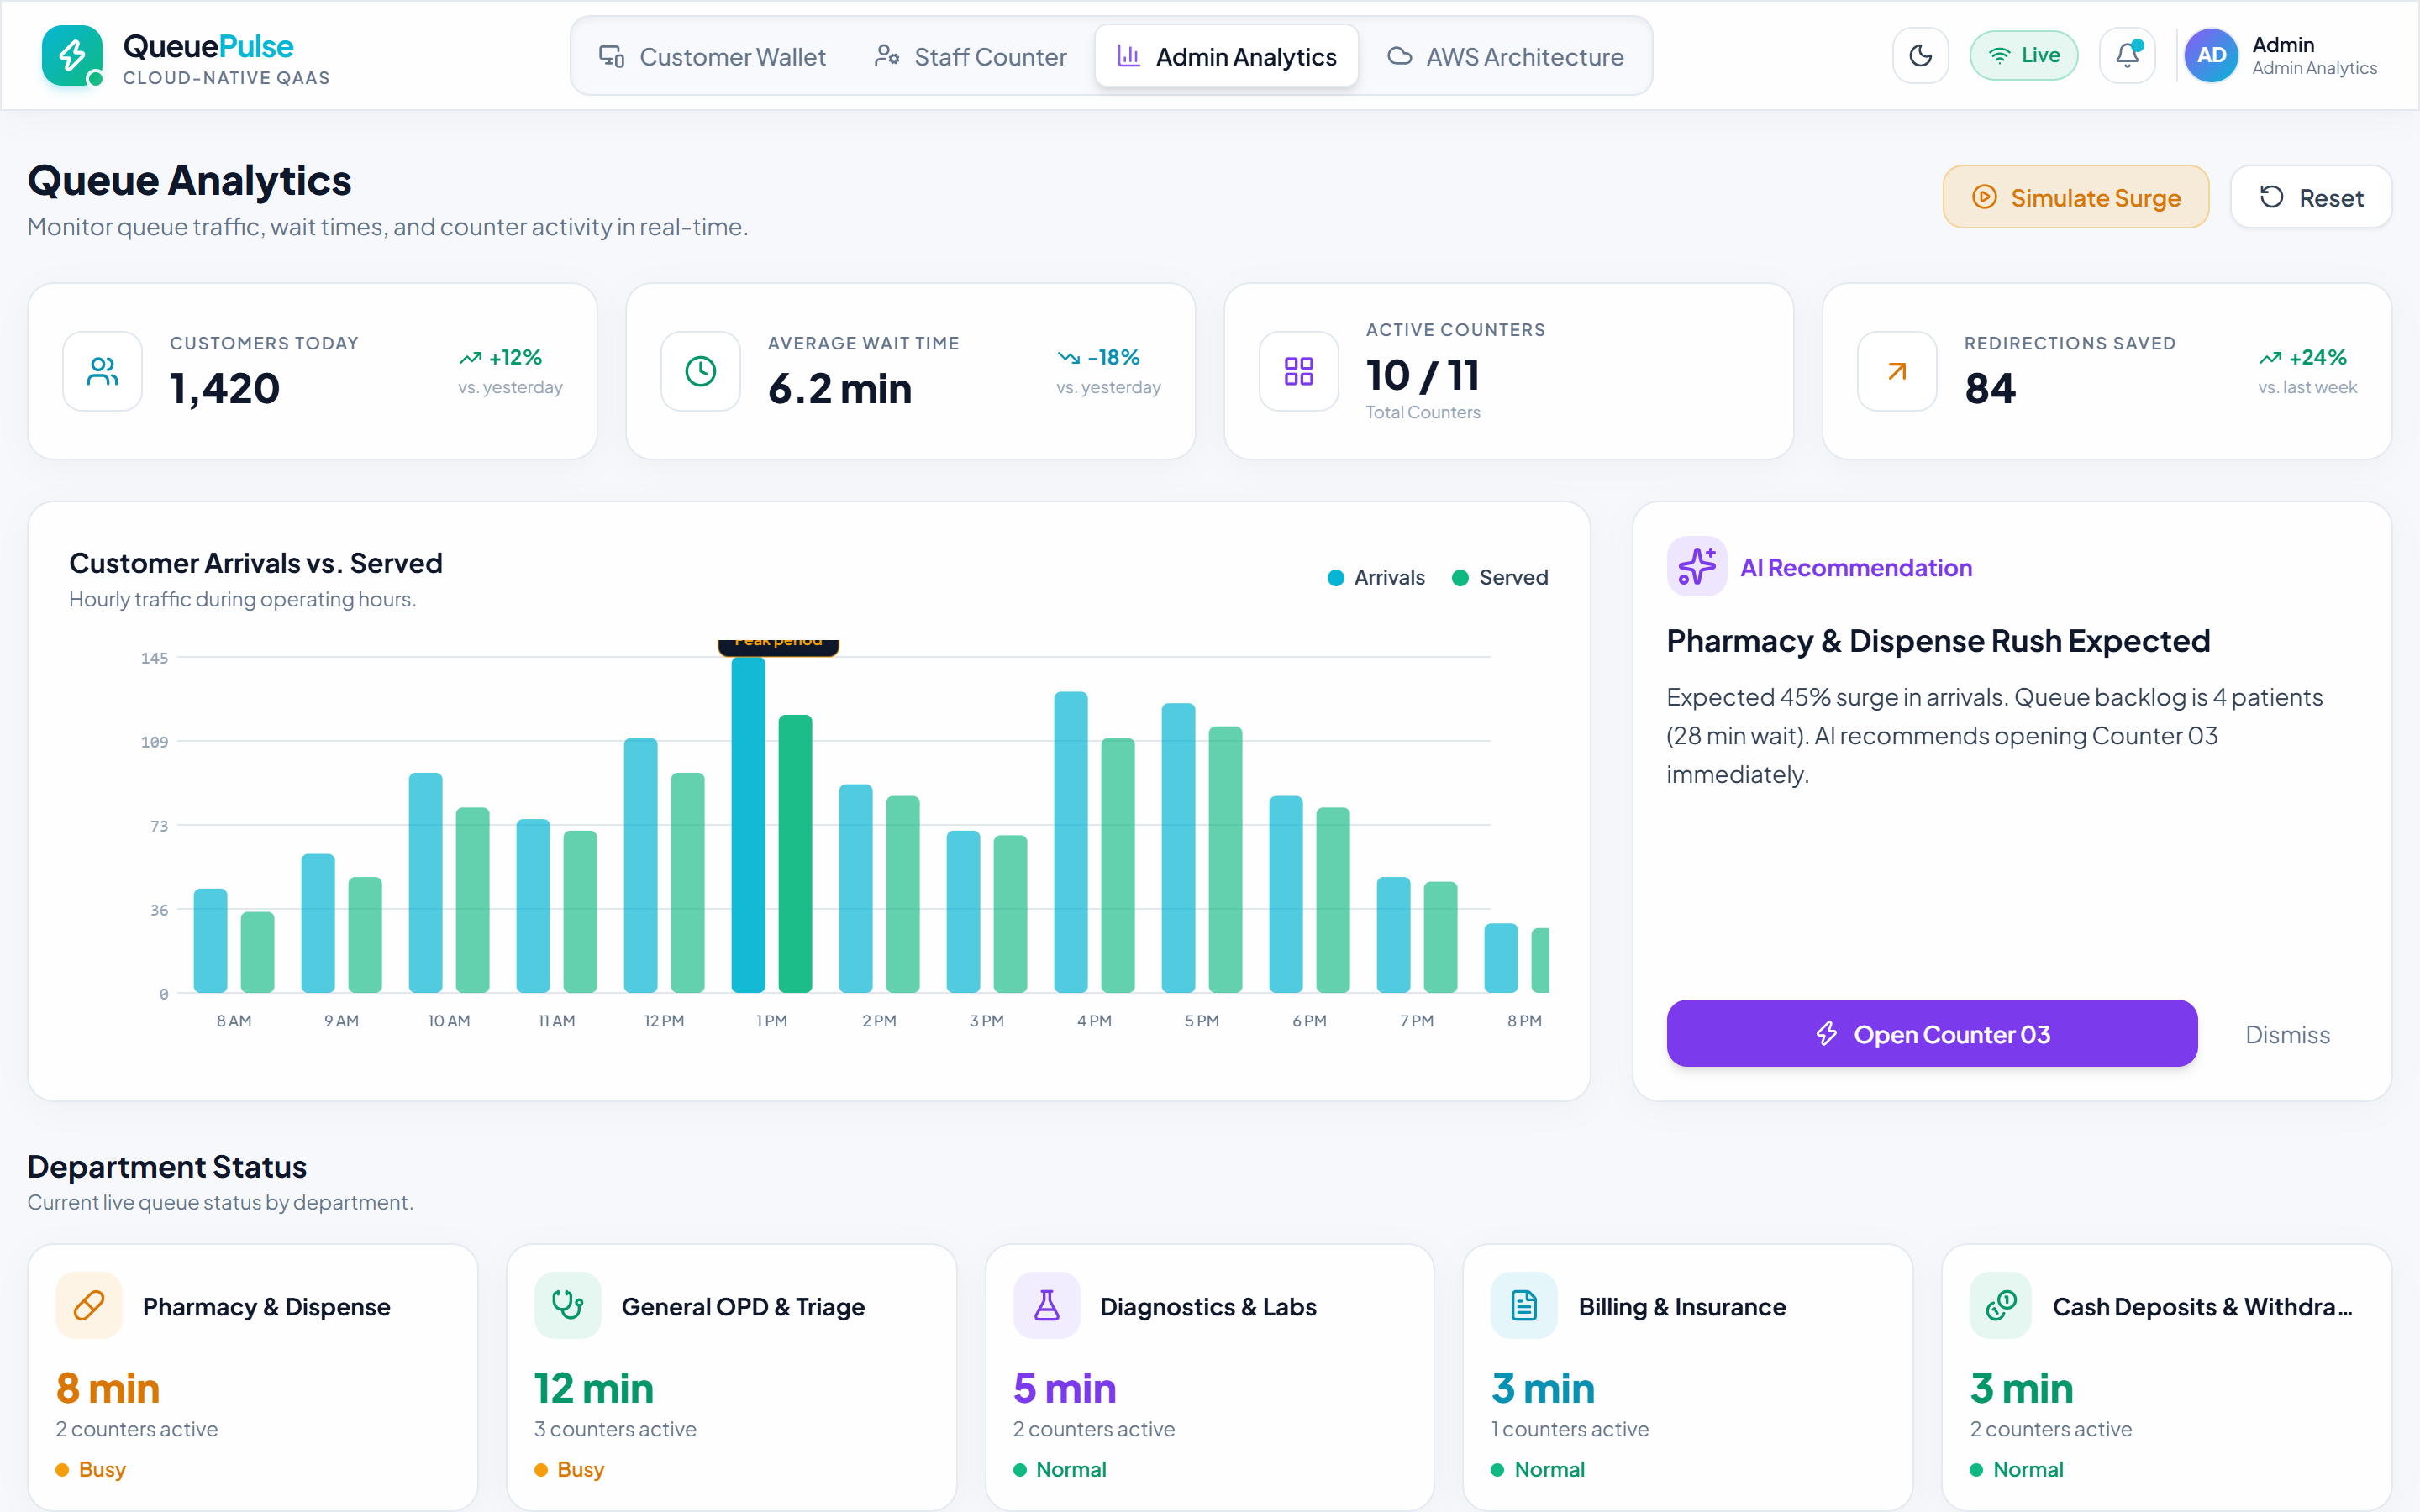 QueuePulse
CLOUD-NATIVE QAAS
Customer Wallet
Staff Counter
Admin Analytics
AWS Architecture
Live
AD
Admin
Admin Analytics
Queue Analytics
Monitor queue traffic, wait times, and counter activity in real-time.
Simulate Surge
Reset
CUSTOMERS TODAY
1,420
+12%
vs. yesterday
AVERAGE WAIT TIME
6.2 min
-18%
vs. yesterday
ACTIVE COUNTERS
10 / 11
Total Counters
REDIRECTIONS SAVED
84
+24%
vs. last week
Customer Arrivals vs. Served
Hourly traffic during operating hours.
Arrivals
Served
Peak period
145
109
73
36
0
8 AM
9 AM
10 AM
11 AM
12 PM
1 PM
2 PM
3 PM
4 PM
5 PM
6 PM
7 PM
8 PM
AI Recommendation
Pharmacy & Dispense Rush Expected
Expected 45% surge in arrivals. Queue backlog is 4 patients
(28 min wait). AI recommends opening Counter 03
immediately.
Open Counter 03
Dismiss
Department Status
Current live queue status by department.
Pharmacy & Dispense
8 min
2 counters active
Busy
General OPD & Triage
12 min
3 counters active
Busy
Diagnostics & Labs
5 min
2 counters active
Normal
Billing & Insurance
3 min
1 counters active
Normal
Cash Deposits & Withdra...
3 min
2 counters active
Normal